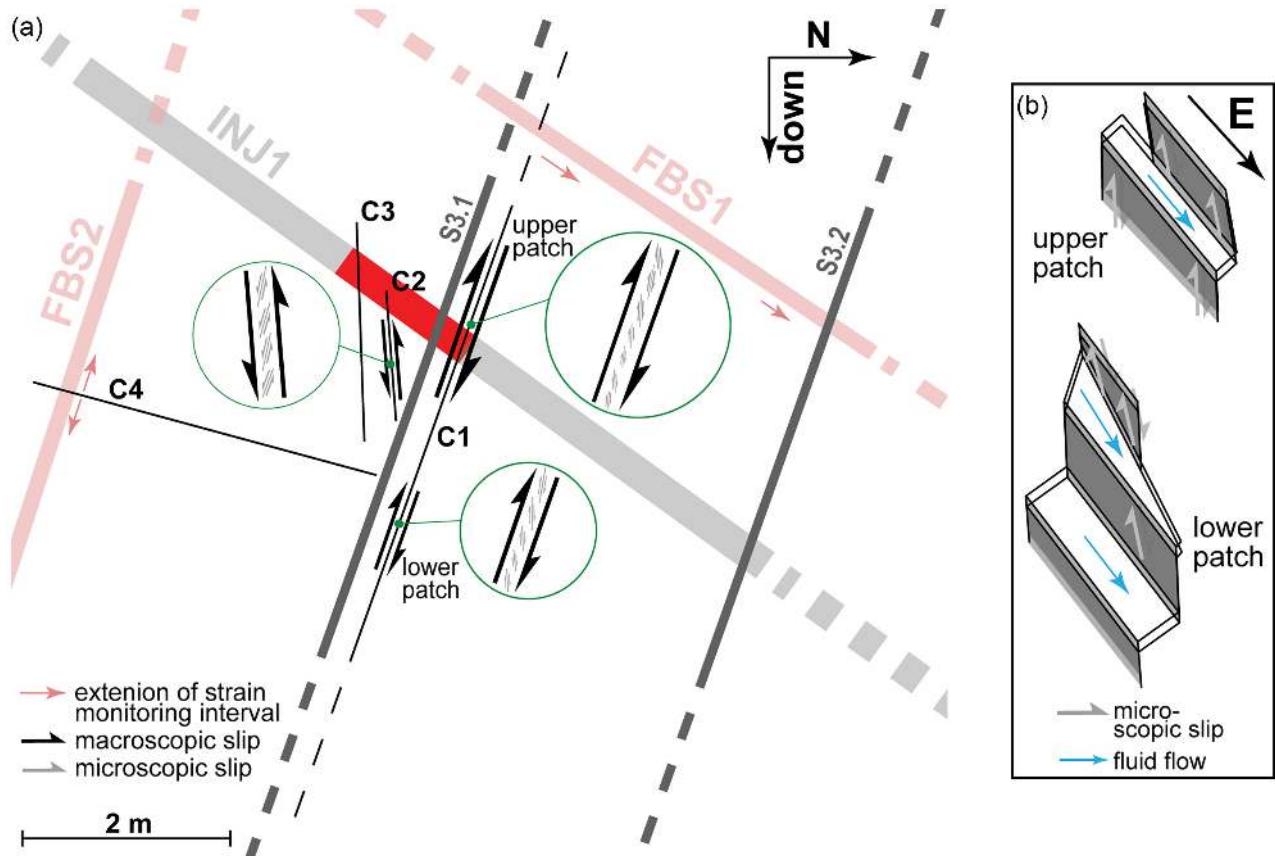 (a)
N
down
INJ1
FBS1
FBS2
S3.1
S3.2
C3
C2
upper
patch
C4
C1
lower
patch
extenion of strain
monitoring interval
macroscopic slip
microscopic slip
2 m
(b)
E
upper
patch
lower
patch
micro-
scopic slip
fluid flow